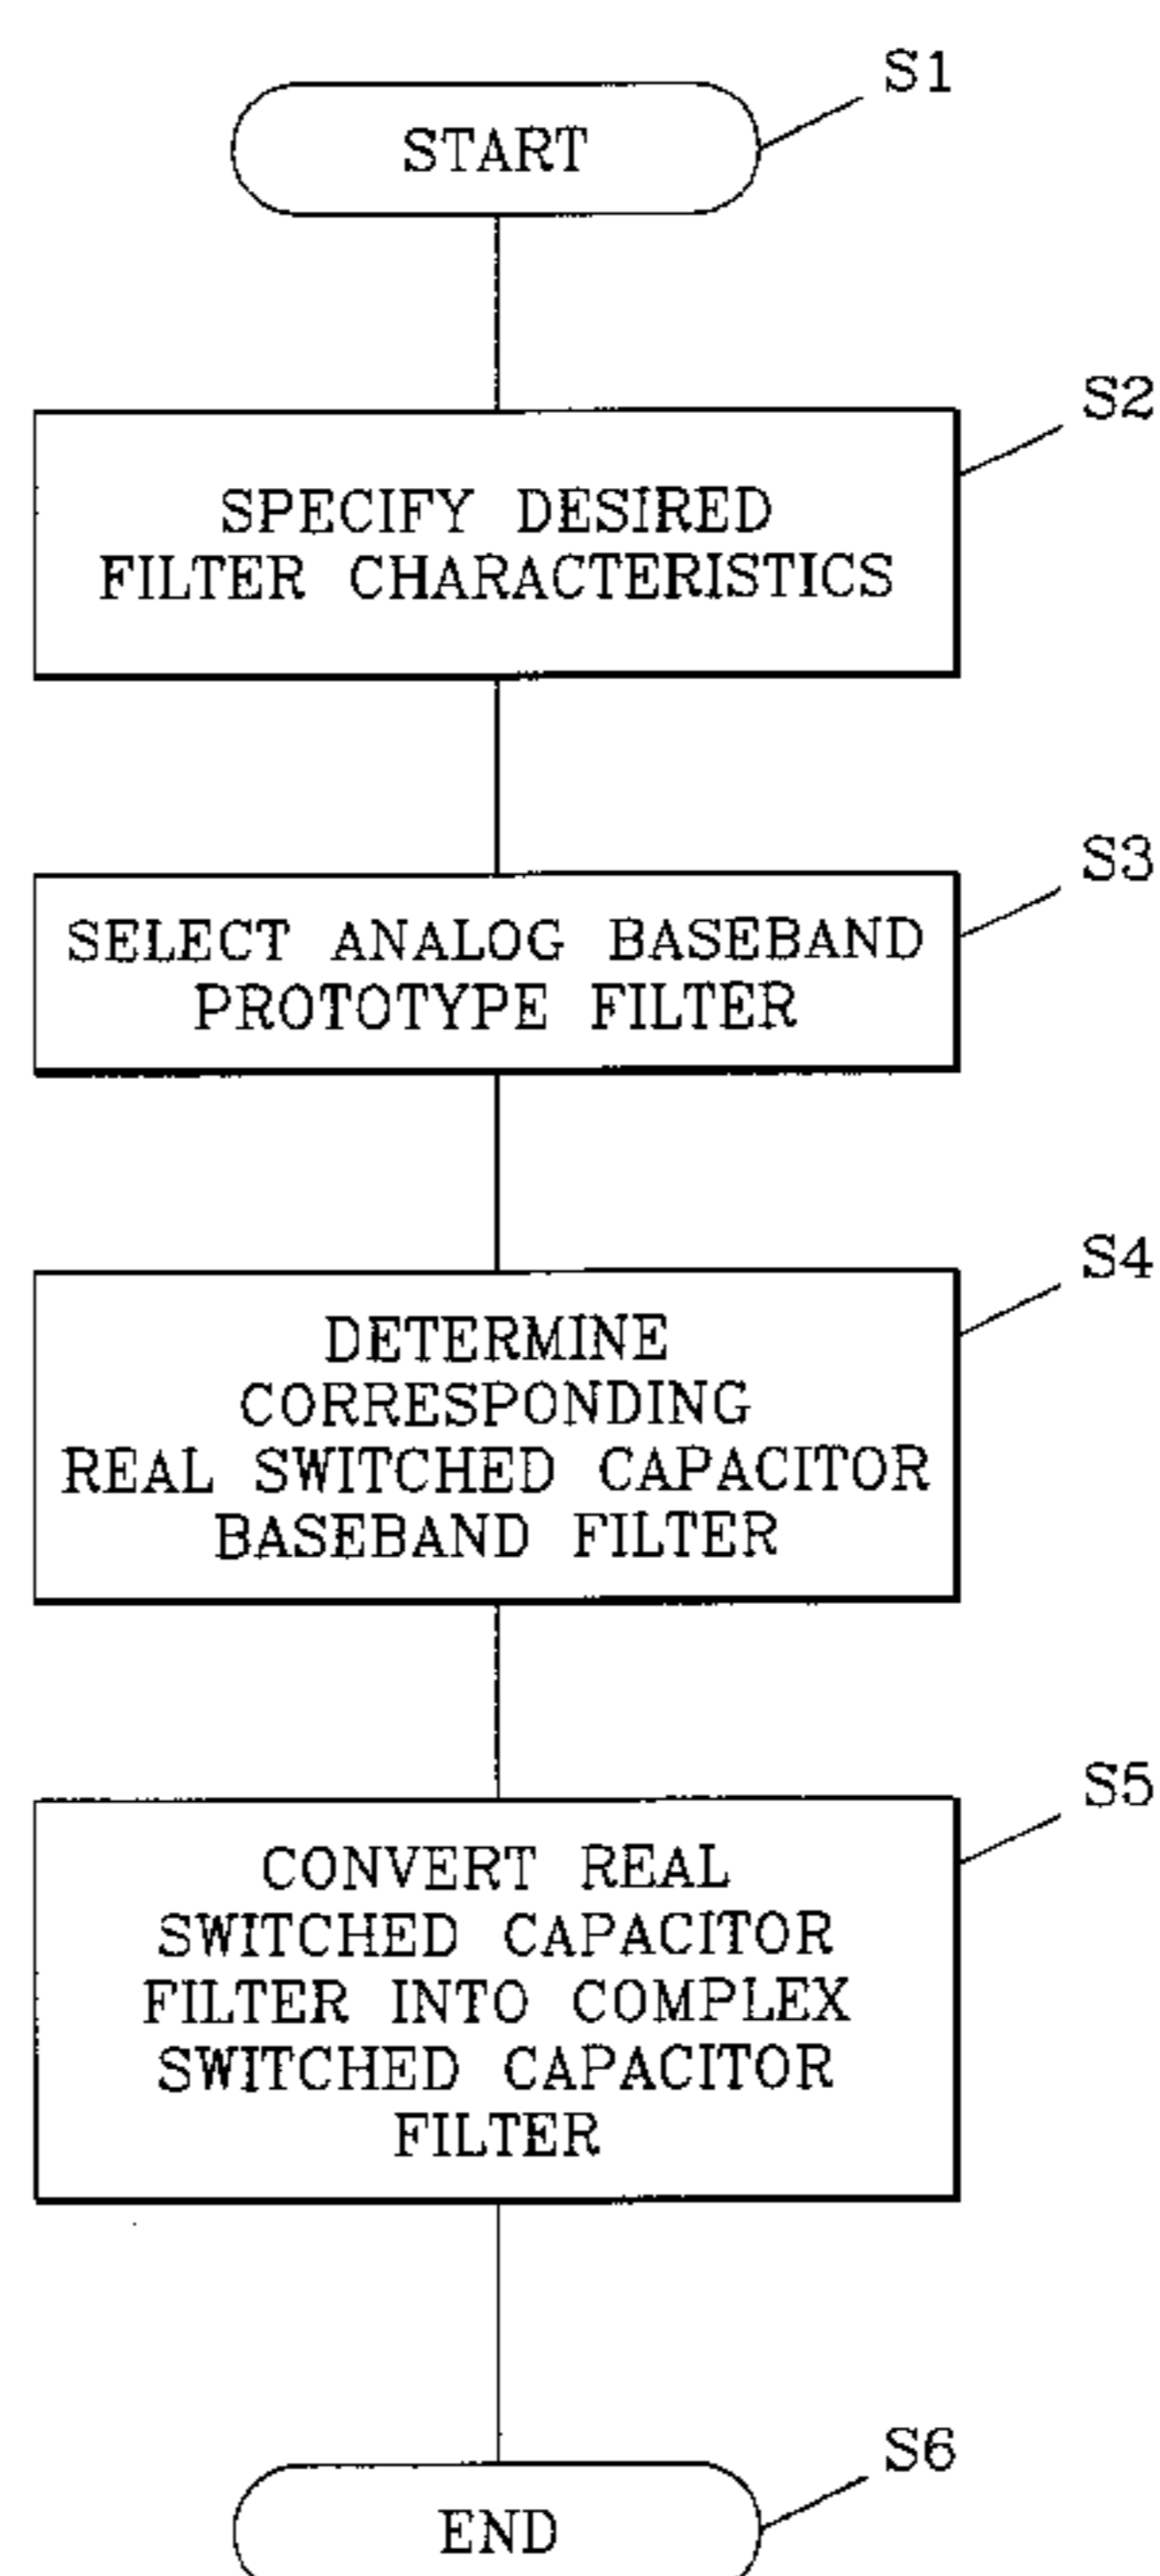 S1
START
S2
SPECIFY DESIRED
FILTER CHARACTERISTICS
S3
SELECT ANALOG BASEBAND
PROTOTYPE FILTER
S4
DETERMINE
CORRESPONDING
REAL SWITCHED CAPACITOR
BASEBAND FILTER
S5
CONVERT REAL
SWITCHED CAPACITOR
FILTER INTO COMPLEX
SWITCHED CAPACITOR
FILTER
S6
END